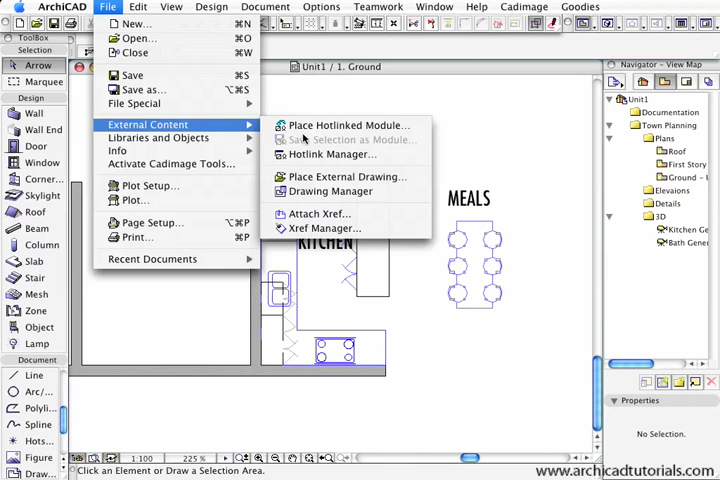 ArchiCAD File Edit View Design Document Options Teamwork Window Cadimage Goodies
ToolBox
Selection
Arrow
Marquee
Design
Wall
Wall End
Door
Window
Corner...
Skylight
Roof
Beam
Column
Slab
Stair
Mesh
Zone
Object
Lamp
Document
Line
Arc/...
Polyli...
Spline
Hots...
Figure
Draw...
New... ⌘N
Open... ⌘O
Close ⌘W
Save ⌘S
Save as... ⌥⌘S
File Special
External Content
Libraries and Objects
Info
Activate Cadimage Tools...
Plot Setup...
Plot...
Page Setup... ⌥⌘P
Print... ⌘P
Recent Documents
Place Hotlinked Module...
Save Selection as Module...
Hotlink Manager...
Place External Drawing...
Drawing Manager
Attach Xref...
Xref Manager...
Unit1 / 1. Ground
KITCHEN
MEALS
Navigator - View Map
Unit1
Documentation
Town Planning
Plans
Roof
First Story
Ground
Elevaions
Details
3D
Kitchen Ge
Bath Gener
Properties
No Selection.
1:100
225 %
Click an Element or Draw a Selection Area.
www.archicadtutorials.com